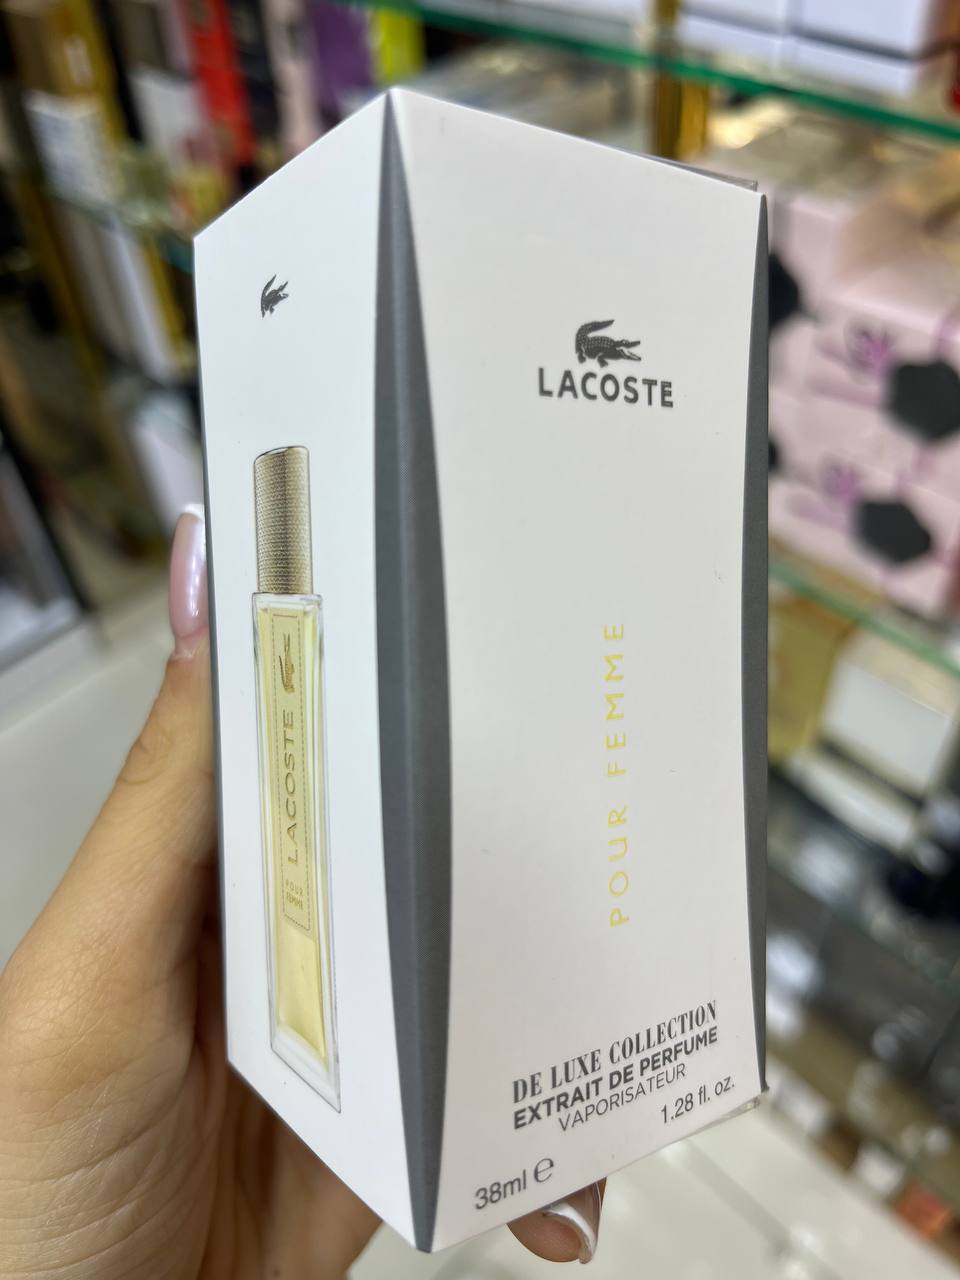 LACOSTE
POUR FEMME
DE LUXE COLLECTION
EXTRAIT DE PERFUME
VAPORISATEUR
1.28 fl. oz.
38ml e
LACOSTE
POUR
FEMME